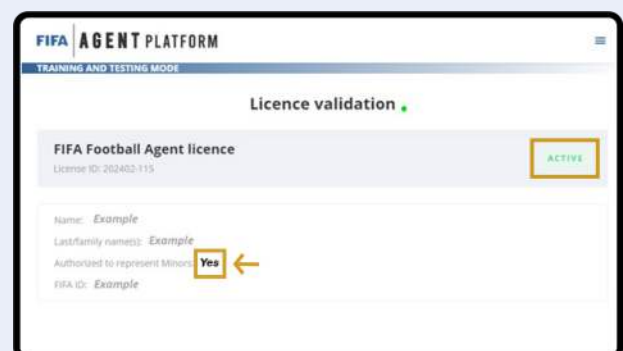 FIFA AGENT PLATFORM
TRAINING AND TESTING MODE
Licence validation
FIFA Football Agent licence
License ID: 202402-115
ACTIVE
Name: Example
Last/family name(s): Example
Authorized to represent Minors: Yes
FIFA ID: Example